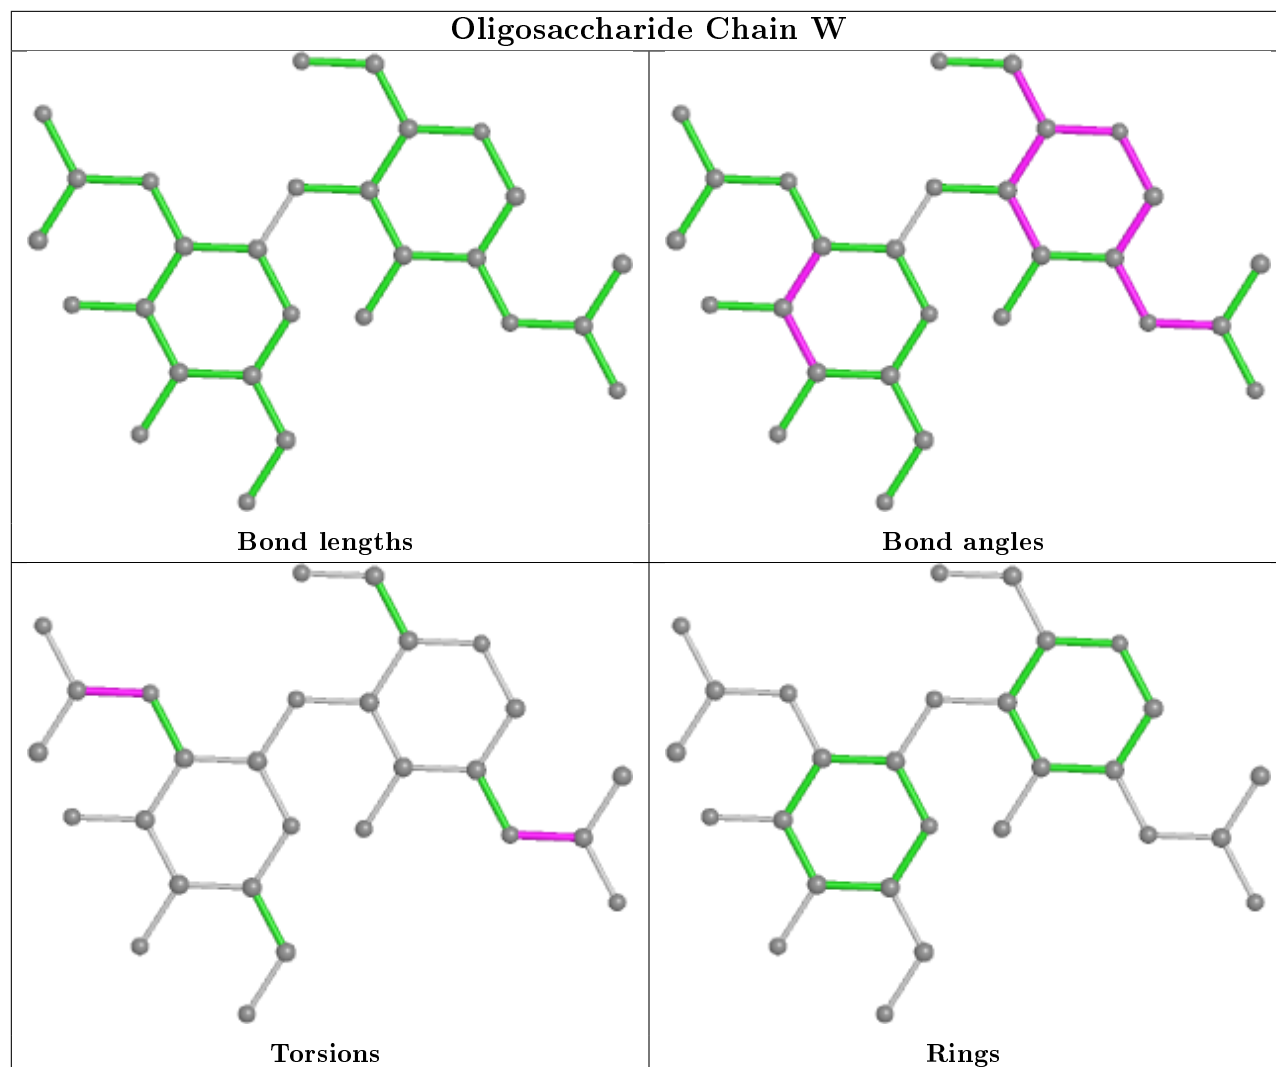 Oligosaccharide Chain W
Bond lengths
Bond angles
Torsions
Rings